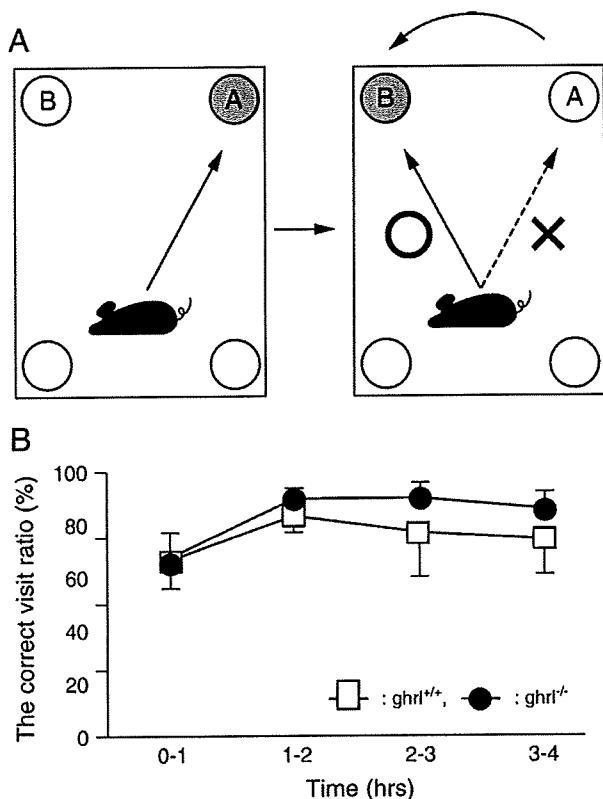 A
B A
B A
B
The correct visit ratio (%)
100
80
60
40
20
0
: ghrl+/+, : ghrl-/-
0-1 1-2 2-3 3-4
Time (hrs)